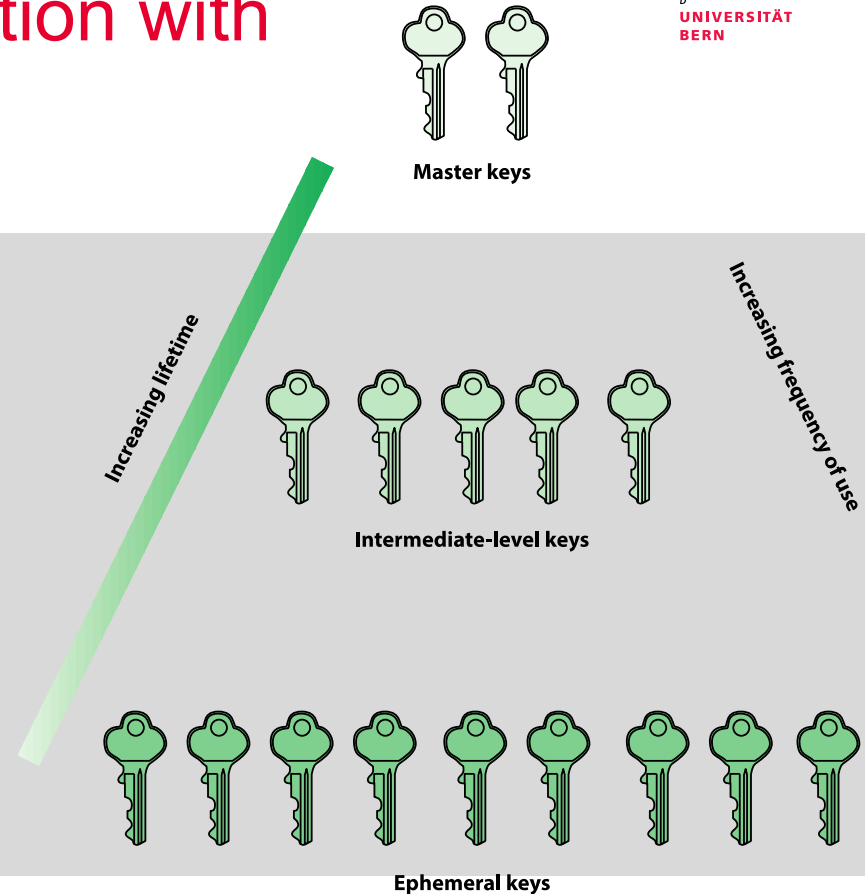 tion with
b
UNIVERSITÄT
BERN
Master keys
Increasing lifetime
Increasing frequency of use
Intermediate-level keys
Ephemeral keys